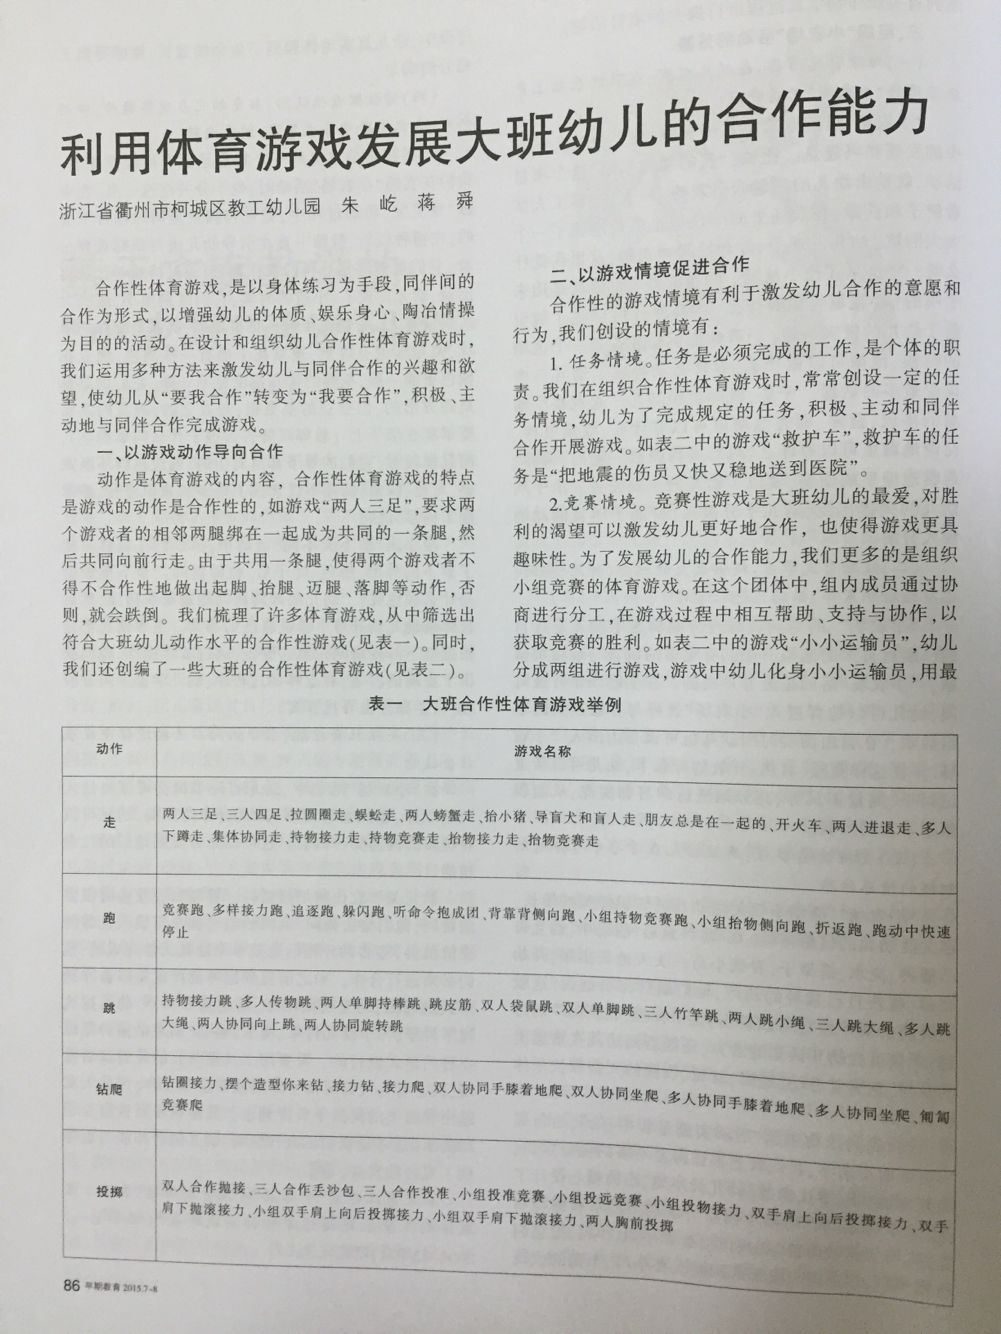 利用体育游戏发展大班幼儿的合作能力
浙江省衢州市柯城区教工幼儿园 朱 屹 蒋 舜
合作性体育游戏,是以身体练习为手段,同伴间的
合作为形式,以增强幼儿的体质、娱乐身心、陶冶情操
为目的的活动。在设计和组织幼儿合作性体育游戏时,
我们运用多种方法来激发幼儿与同伴合作的兴趣和欲
望,使幼儿从“要我合作”转变为“我要合作”,积极、主
动地与同伴合作完成游戏。
一、以游戏动作导向合作
动作是体育游戏的内容，合作性体育游戏的特点
是游戏的动作是合作性的,如游戏“两人三足”,要求两
个游戏者的相邻两腿绑在一起成为共同的一条腿,然
后共同向前行走。由于共用一条腿,使得两个游戏者不
得不合作性地做出起脚、抬腿、迈腿、落脚等动作,否
则,就会跌倒。我们梳理了许多体育游戏,从中筛选出
符合大班幼儿动作水平的合作性游戏(见表一)。同时,
我们还创编了一些大班的合作性体育游戏(见表二)。
二、以游戏情境促进合作
合作性的游戏情境有利于激发幼儿合作的意愿和
行为,我们创设的情境有:
1. 任务情境。任务是必须完成的工作,是个体的职
责。我们在组织合作性体育游戏时,常常创设一定的任
务情境,幼儿为了完成规定的任务,积极、主动和同伴
合作开展游戏。如表二中的游戏“救护车”,救护车的任
务是“把地震的伤员又快又稳地送到医院”。
2.竞赛情境。竞赛性游戏是大班幼儿的最爱,对胜
利的渴望可以激发幼儿更好地合作，也使得游戏更具
趣味性。为了发展幼儿的合作能力,我们更多的是组织
小组竞赛的体育游戏。在这个团体中,组内成员通过协
商进行分工,在游戏过程中相互帮助、支持与协作,以
获取竞赛的胜利。如表二中的游戏“小小运输员”,幼儿
分成两组进行游戏,游戏中幼儿化身小小运输员,用最
表一 大班合作性体育游戏举例
动作 游戏名称
走 两人三足、三人四足、拉圆圈走、蜈蚣走、两人螃蟹走、抬小猪、导盲犬和盲人走、朋友总是在一起的、开火车、两人进退走、多人
下蹲走、集体协同走、持物接力走、持物竞赛走、抬物接力走、抬物竞赛走
跑 竞赛跑、多样接力跑、追逐跑、躲闪跑、听命令抱成团、背靠背侧向跑、小组持物竞赛跑、小组抬物侧向跑、折返跑、跑动中快速
停止
跳 持物接力跳、多人传物跳、两人单脚持棒跳、跳皮筋、双人袋鼠跳、双人单脚跳、三人竹竿跳、两人跳小绳、三人跳大绳、多人跳
大绳、两人协同向上跳、两人协同旋转跳
钻爬 钻圈接力、摆个造型你来钻、接力钻、接力爬、双人协同手膝着地爬、双人协同坐爬、多人协同手膝着地爬、多人协同坐爬、匍匐
竞赛爬
投掷 双人合作抛接、三人合作丢沙包、三人合作投准、小组投准竞赛、小组投远竞赛、小组投物接力、双手肩上向后投掷接力、双手
肩下抛滚接力、小组双手肩上向后投掷接力、小组双手肩下抛滚接力、两人胸前投掷
86 早期教育 2015.7-8